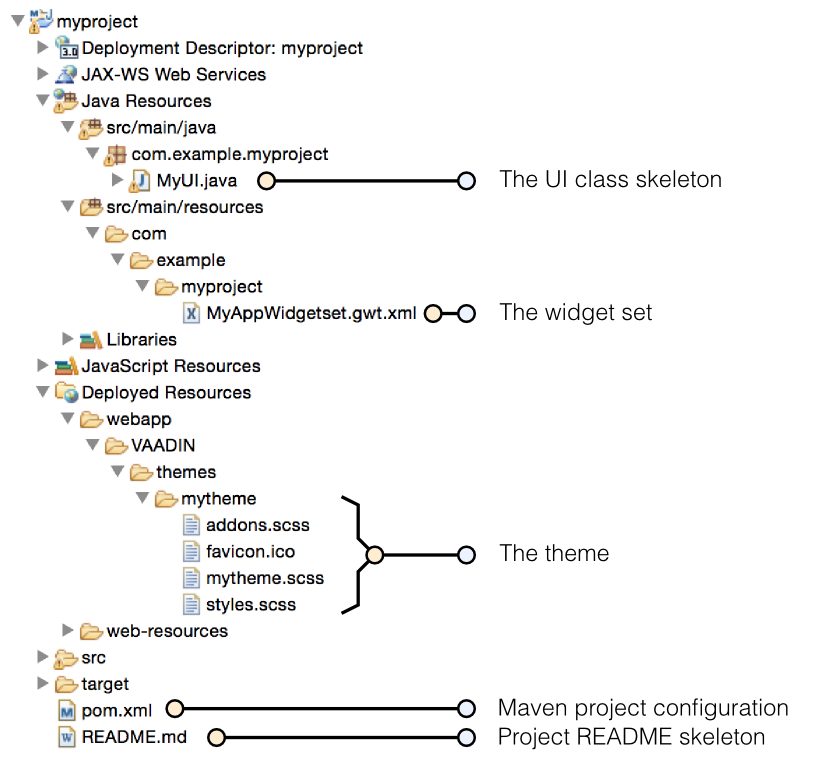 myproject
Deployment Descriptor: myproject
JAX-WS Web Services
Java Resources
src/main/java
com.example.myproject
MyUI.java The UI class skeleton
src/main/resources
com
example
myproject
MyAppWidgetset.gwt.xml The widget set
Libraries
JavaScript Resources
Deployed Resources
webapp
VAADIN
themes
mytheme
addons.scss
favicon.ico The theme
mytheme.scss
styles.scss
web-resources
src
target
pom.xml Maven project configuration
README.md Project README skeleton